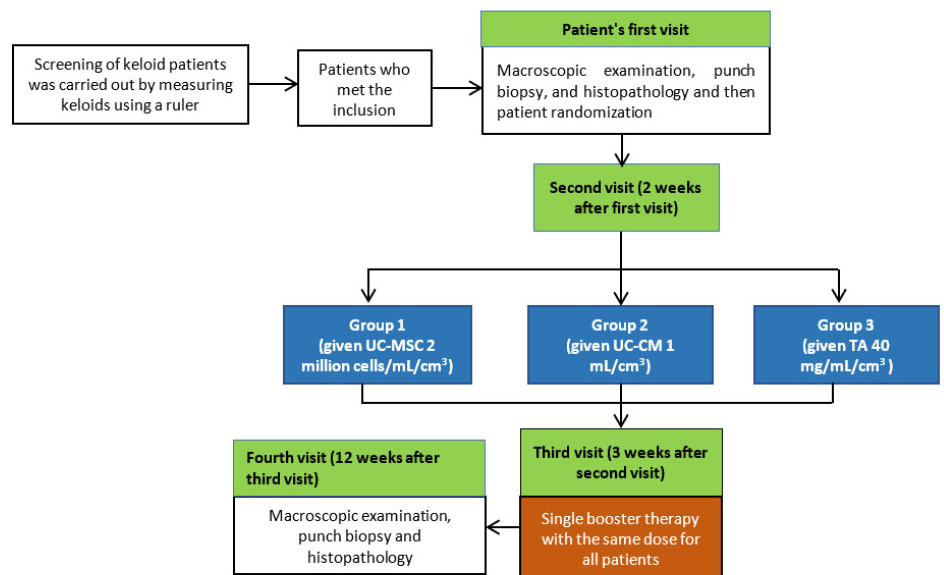 Screening of keloid patients
was carried out by measuring
keloids using a ruler
Patients who
met the
inclusion
Patient's first visit
Macroscopic examination, punch
biopsy, and histopathology and then
patient randomization
Second visit (2 weeks
after first visit)
Group 1
(given UC-MSC 2
million cells/mL/cm³)
Group 2
(given UC-CM 1
mL/cm³)
Group 3
(given TA 40
mg/mL/cm³ )
Third visit (3 weeks after
second visit)
Single booster therapy
with the same dose for
all patients
Fourth visit (12 weeks after
third visit)
Macroscopic examination,
punch biopsy and
histopathology